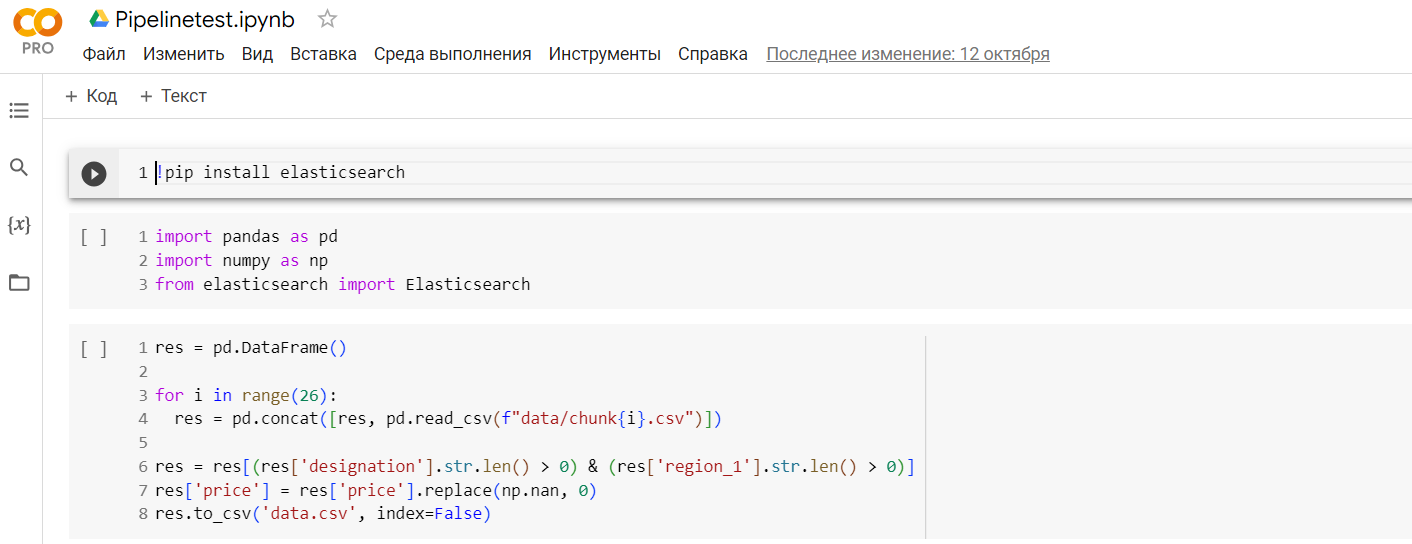 Pipelinetest.ipynb
PRO
Файл Изменить Вид Вставка Среда выполнения Инструменты Справка Последнее изменение: 12 октября
+ Код + Текст
1 !pip install elasticsearch
{x}
[ ] 1 import pandas as pd
2 import numpy as np
3 from elasticsearch import Elasticsearch
[ ] 1 res = pd.DataFrame()
2
3 for i in range(26):
4   res = pd.concat([res, pd.read_csv(f"data/chunk{i}.csv")])
5
6 res = res[(res['designation'].str.len() > 0) & (res['region_1'].str.len() > 0)]
7 res['price'] = res['price'].replace(np.nan, 0)
8 res.to_csv('data.csv', index=False)